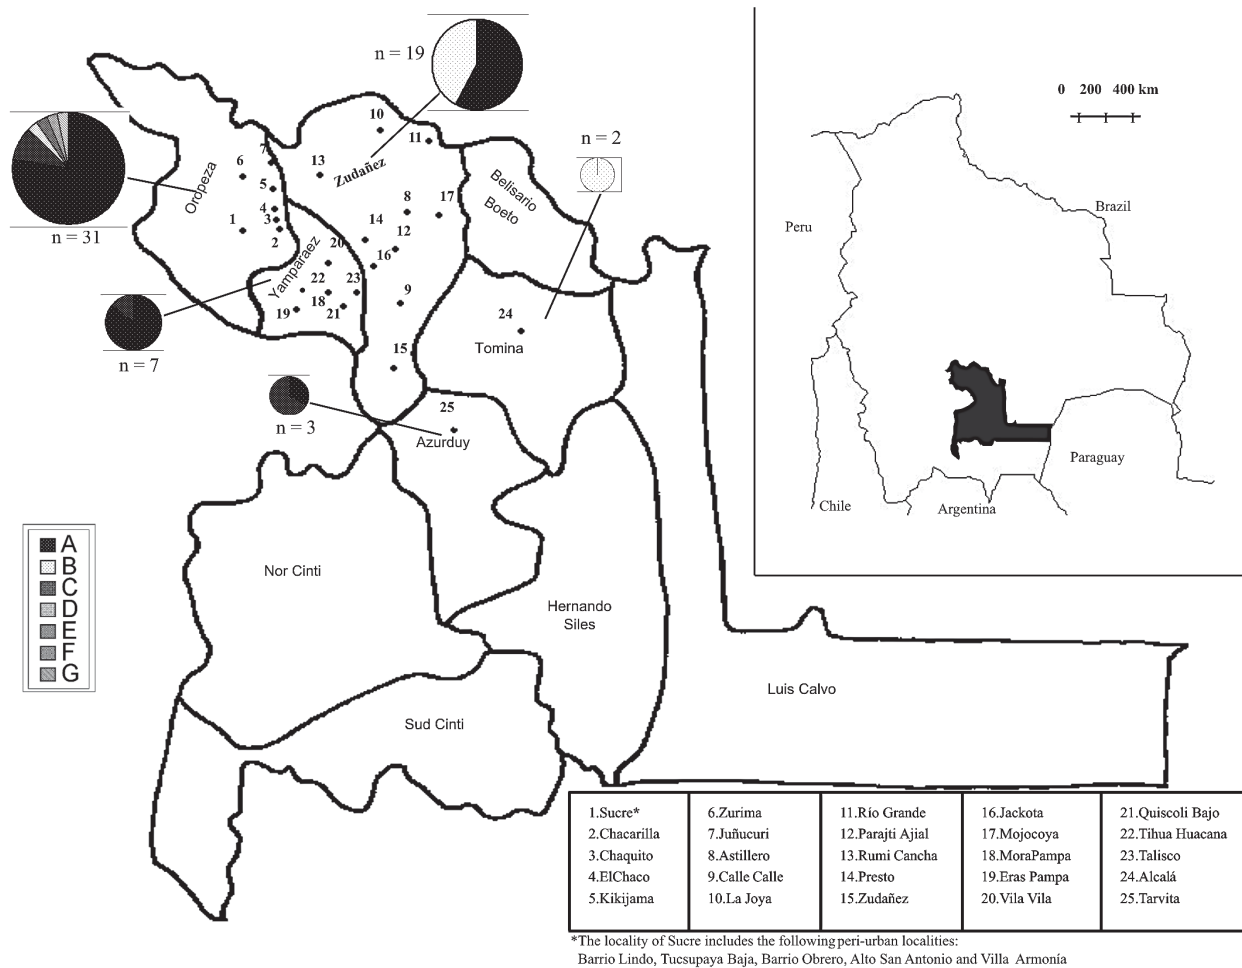 n = 19
0 200 400 km
10
n = 2
11
7
13
Zudañez
6
Oropeza
5
8
17
Belisario
Boeto
Brazil
4
3
1
2
14
12
Peru
n = 31
20
16
Yamparaez
22
23
9
18
19
21
24
15
Tomina
n = 7
25
n = 3
Azurduy
Paraguay
Chile
Argentina
A
B
C
D
E
F
G
Nor Cinti
Hernando
Siles
Luis Calvo
Sud Cinti
1.Sucre*
2.Chacarilla
3.Chaquito
4.ElChaco
5.Kikijama
6.Zurima
7.Juñucuri
8.Astillero
9.Calle Calle
10.La Joya
11.Río Grande
12.Parajti Ajial
13.Rumi Cancha
14.Presto
15.Zudañez
16.Jackota
17.Mojocoya
18.MoraPampa
19.Eras Pampa
20.Vila Vila
21.Quiscoli Bajo
22.Tihua Huacana
23.Talisco
24.Alcalá
25.Tarvita
*The locality of Sucre includes the following peri-urban localities:
Barrio Lindo, Tucsupaya Baja, Barrio Obrero, Alto San Antonio and Villa Armonía